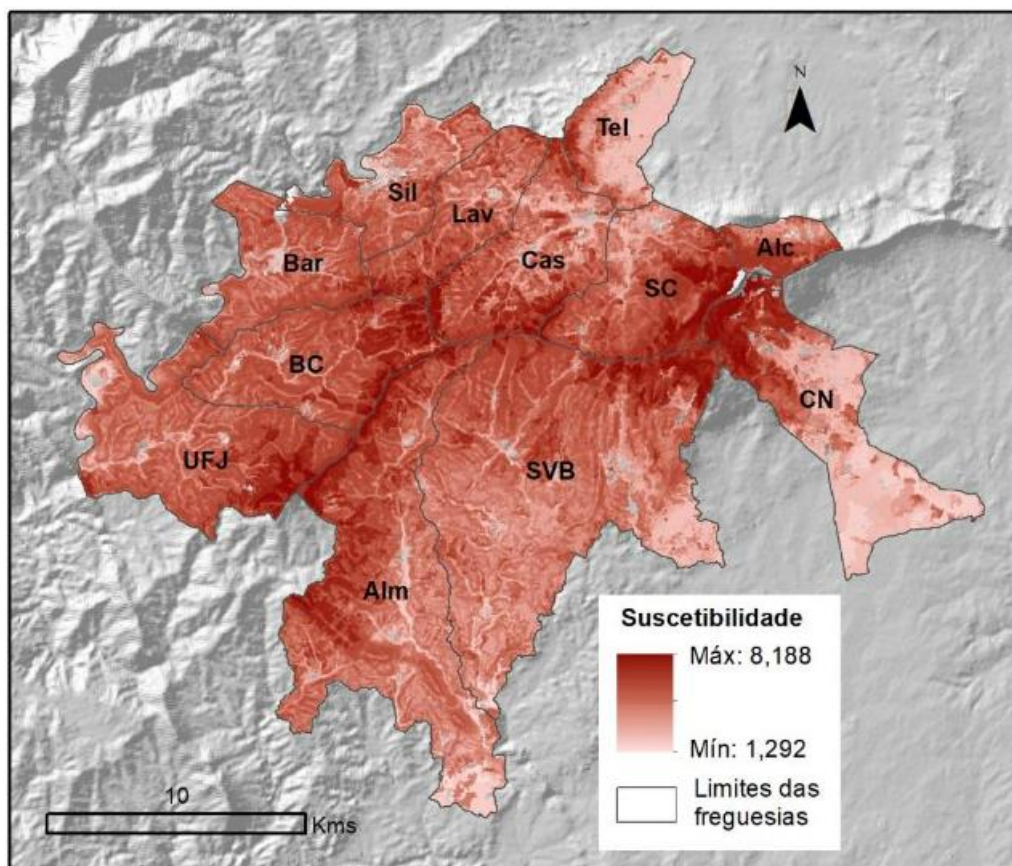 N
Tel
Sil
Lav
Alc
Bar
Cas
SC
BC
CN
UFJ
SVB
Alm
Suscetibilidade
Máx: 8,188
Mín: 1,292
Limites das
freguesias
10
Kms